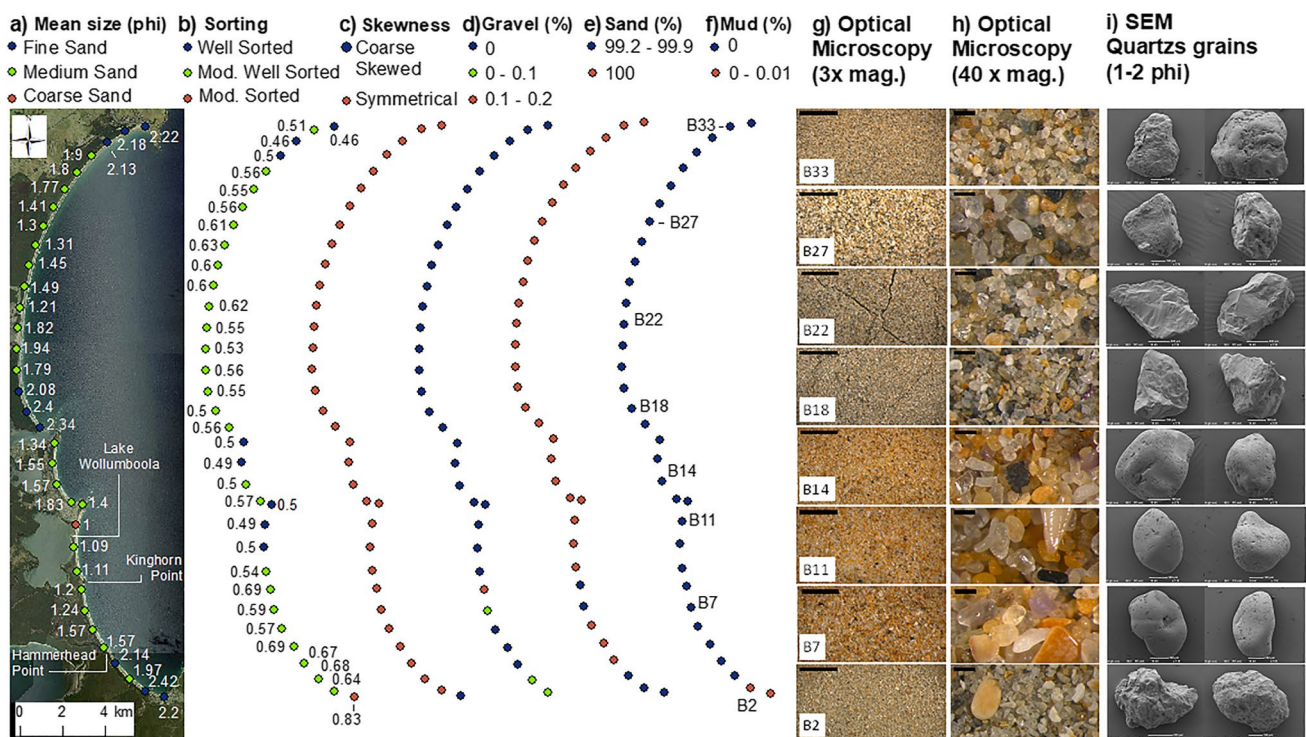 a) Mean size (phi)
Fine Sand
Medium Sand
Coarse Sand
b) Sorting
Well Sorted
Mod. Well Sorted
Mod. Sorted
c) Skewness
Coarse
Skewed
Symmetrical
d) Gravel (%)
0
0 - 0.1
0.1 - 0.2
e) Sand (%)
99.2 - 99.9
100
f) Mud (%)
0
0 - 0.01
g) Optical
Microscopy
(3x mag.)
h) Optical
Microscopy
(40 x mag.)
i) SEM
Quartzs grains
(1-2 phi)
2.22
2.18
2.13
1.9
1.8
1.77
1.41
1.3
1.31
1.45
1.49
1.21
1.82
1.94
1.79
2.08
2.4
2.34
1.34
1.55
1.57
1.83
1.4
Lake
Wollumboola
1
1.09
Kinghorn
Point
1.11
1.2
1.24
1.57
1.57
Hammerhead
Point
2.14
1.97
2.42
2.2
0 2 4 km
0.51
0.46
0.46
0.5
0.56
0.55
0.56
0.61
0.63
0.6
0.6
0.62
0.55
0.53
0.56
0.55
0.5
0.56
0.5
0.49
0.5
0.57
0.5
0.49
0.5
0.54
0.69
0.59
0.57
0.69
0.67
0.68
0.64
0.83
B33
B27
B22
B18
B14
B11
B7
B2
B33
B27
B22
B18
B14
B11
B7
B2